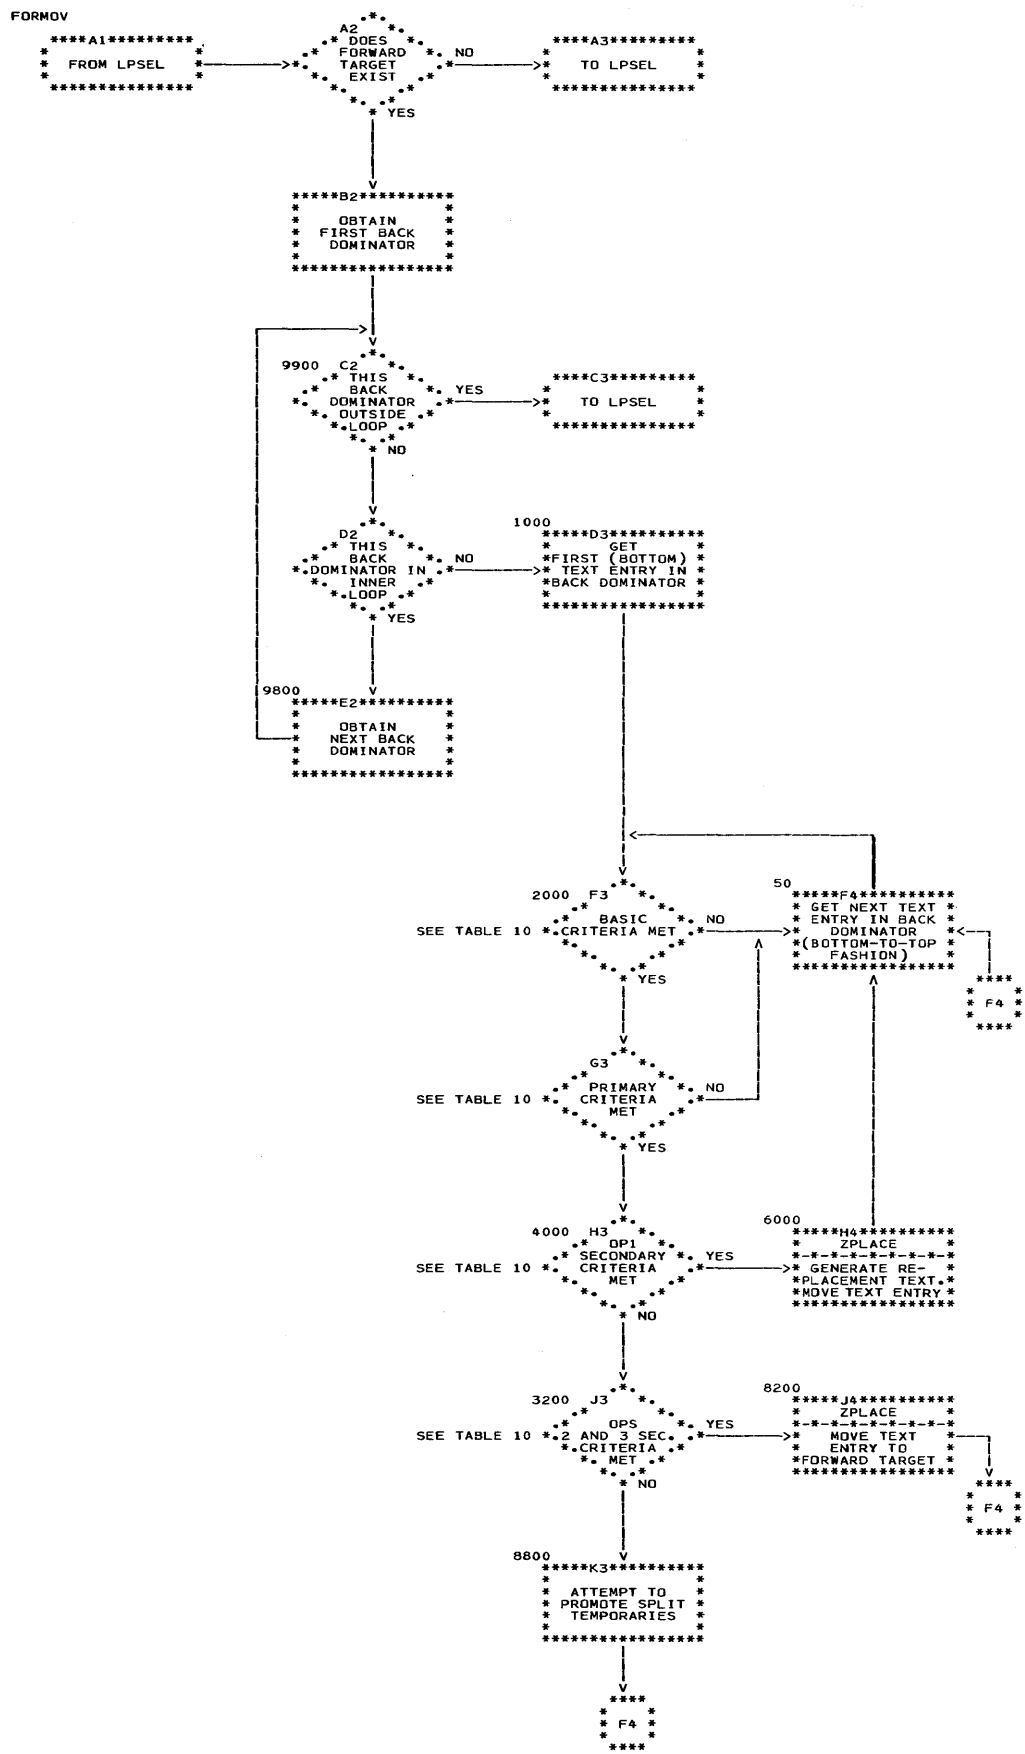 FORMOV
A1
FROM LPSEL
A2
DOES
FORWARD
TARGET
EXIST
NO
YES
A3
TO LPSEL
B2
OBTAIN
FIRST BACK
DOMINATOR
9900
C2
THIS
BACK
DOMINATOR
OUTSIDE
LOOP
YES
NO
C3
TO LPSEL
D2
THIS
BACK
DOMINATOR IN
INNER
LOOP
NO
YES
1000
D3
GET
FIRST (BOTTOM)
TEXT ENTRY IN
BACK DOMINATOR
9800
E2
OBTAIN
NEXT BACK
DOMINATOR
2000
F3
BASIC
CRITERIA MET
SEE TABLE 10
NO
YES
50
F4
GET NEXT TEXT
ENTRY IN BACK
DOMINATOR
(BOTTOM-TO-TOP
FASHION)
F4
G3
PRIMARY
CRITERIA
MET
SEE TABLE 10
NO
YES
4000
H3
OP1
SECONDARY
CRITERIA
MET
SEE TABLE 10
YES
NO
6000
H4
ZPLACE
GENERATE RE-
PLACEMENT TEXT.
MOVE TEXT ENTRY
3200
J3
OPS
2 AND 3 SEC.
CRITERIA
MET
SEE TABLE 10
YES
NO
8200
J4
ZPLACE
MOVE TEXT
ENTRY TO
FORWARD TARGET
F4
8800
K3
ATTEMPT TO
PROMOTE SPLIT
TEMPORARIES
F4